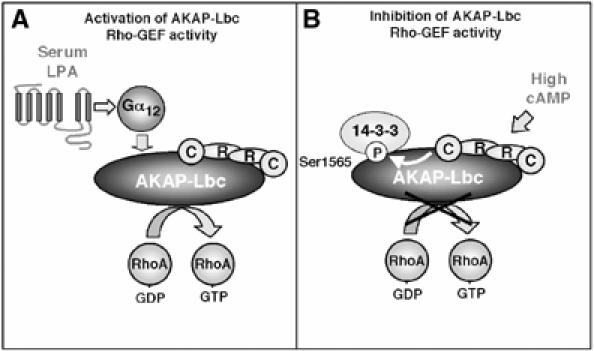 A
Activation of AKAP-Lbc
Rho-GEF activity
Serum
LPA
Gα12
C R R C
AKAP-Lbc
RhoA RhoA
GDP GTP
B
Inhibition of AKAP-Lbc
Rho-GEF activity
High
cAMP
14-3-3
P
Ser1565
C R R C
AKAP-Lbc
RhoA RhoA
GDP GTP